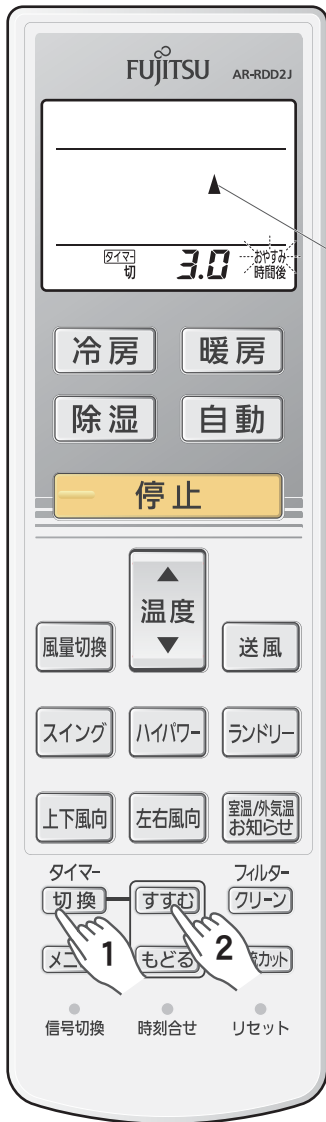 FUJITSU AR-RDD2J
タイマー 切 3.0 おやすみ 時間後
冷房 暖房
除湿 自動
停止
▲
温度
▼
風量切換 送風
スイング ハイパワー ランドリー
上下風向 左右風向 室温/外気温 お知らせ
タイマー フィルター
切換 すすむ クリーン
1 2
もどる カット
信号切換 時刻合せ リセット